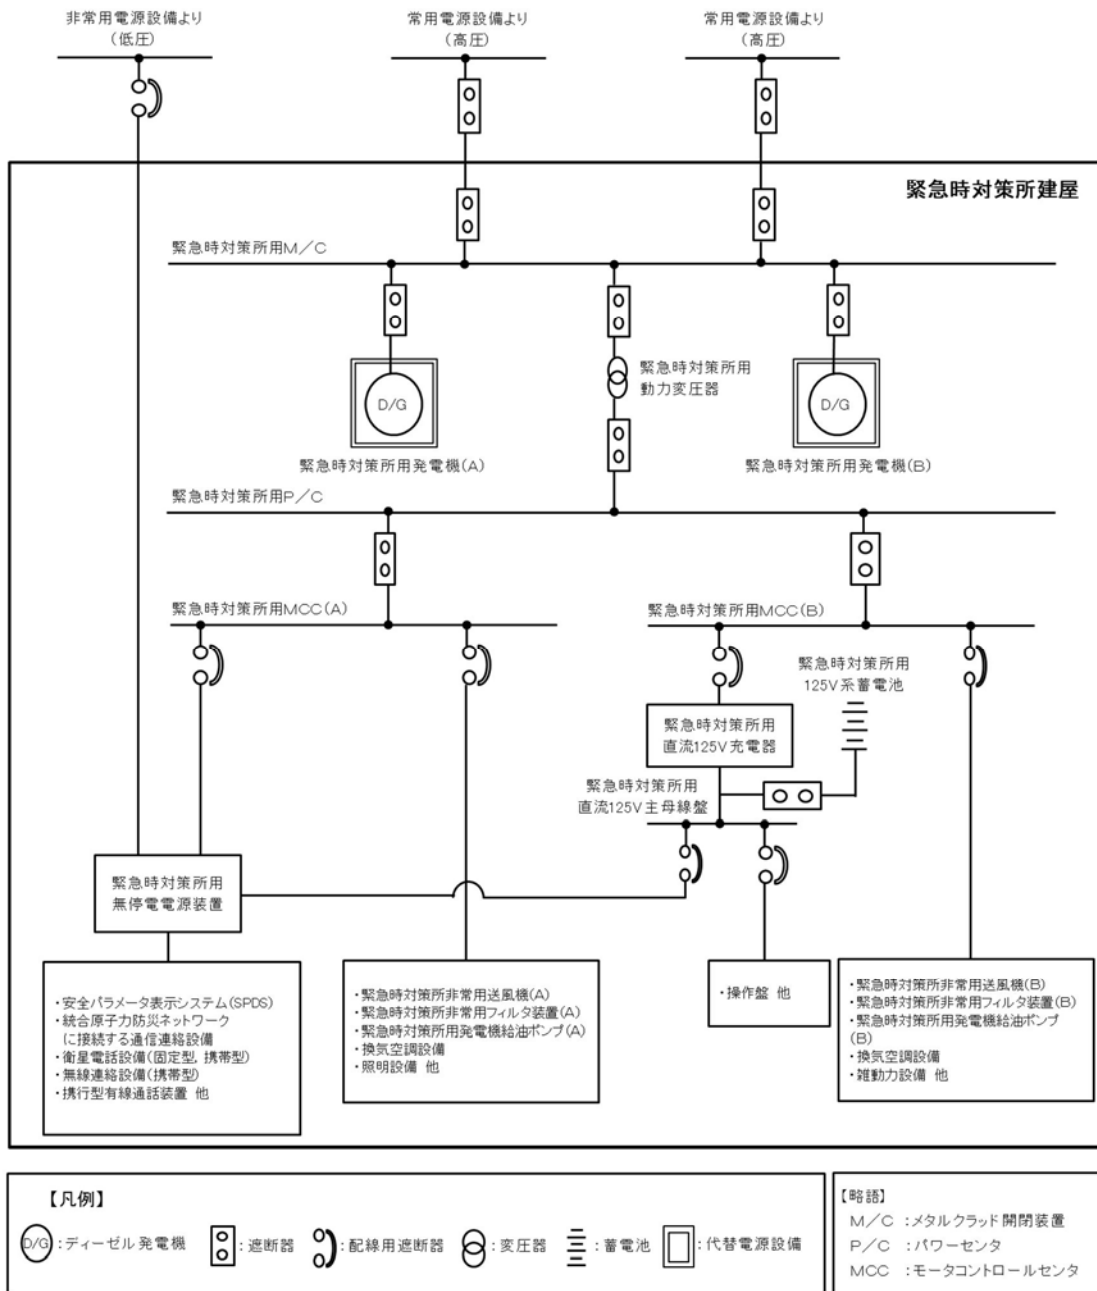 非常用電源設備より
(低圧)
常用電源設備より
(高圧)
常用電源設備より
(高圧)
緊急時対策所建屋
緊急時対策所用M／C
緊急時対策所用
動力変圧器
D/G
D/G
緊急時対策所用発電機(A)
緊急時対策所用発電機(B)
緊急時対策所用P／C
緊急時対策所用MCC(A)
緊急時対策所用MCC(B)
緊急時対策所用
125V系蓄電池
緊急時対策所用
直流125V充電器
緊急時対策所用
直流125V主母線盤
緊急時対策所用
無停電電源装置
・安全パラメータ表示システム(SPDS)
・統合原子力防災ネットワーク
に接続する通信連絡設備
・衛星電話設備(固定型, 携帯型)
・無線連絡設備(携帯型)
・携行型有線通話装置 他
・緊急時対策所非常用送風機(A)
・緊急時対策所非常用フィルタ装置(A)
・緊急時対策所用発電機給油ポンプ(A)
・換気空調設備
・照明設備 他
・操作盤 他
・緊急時対策所非常用送風機(B)
・緊急時対策所非常用フィルタ装置(B)
・緊急時対策所用発電機給油ポンプ
(B)
・換気空調設備
・雑動力設備 他
【凡例】
D/G :ディーゼル発電機 :遮断器 :配線用遮断器 :変圧器 :蓄電池 :代替電源設備
【略語】
M／C :メタルクラッド開閉装置
P／C :パワーセンタ
MCC :モータコントロールセンタ